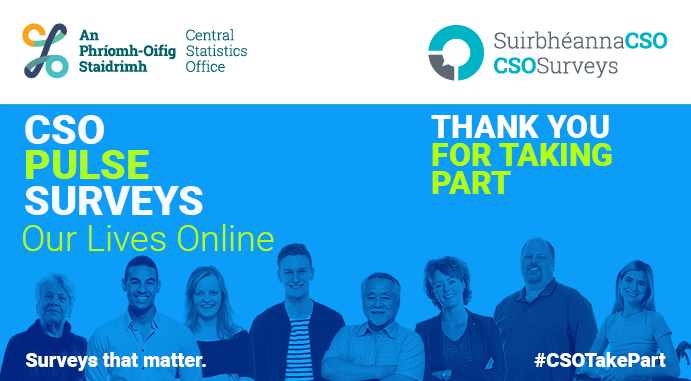 An
Phríomh-Oifig
Staidrimh
Central
Statistics
Office
SuirbhéannaCSO
CSOSurveys
CSO
PULSE
SURVEYS
Our Lives Online
THANK YOU
FOR TAKING
PART
Surveys that matter.
#CSOTakePart